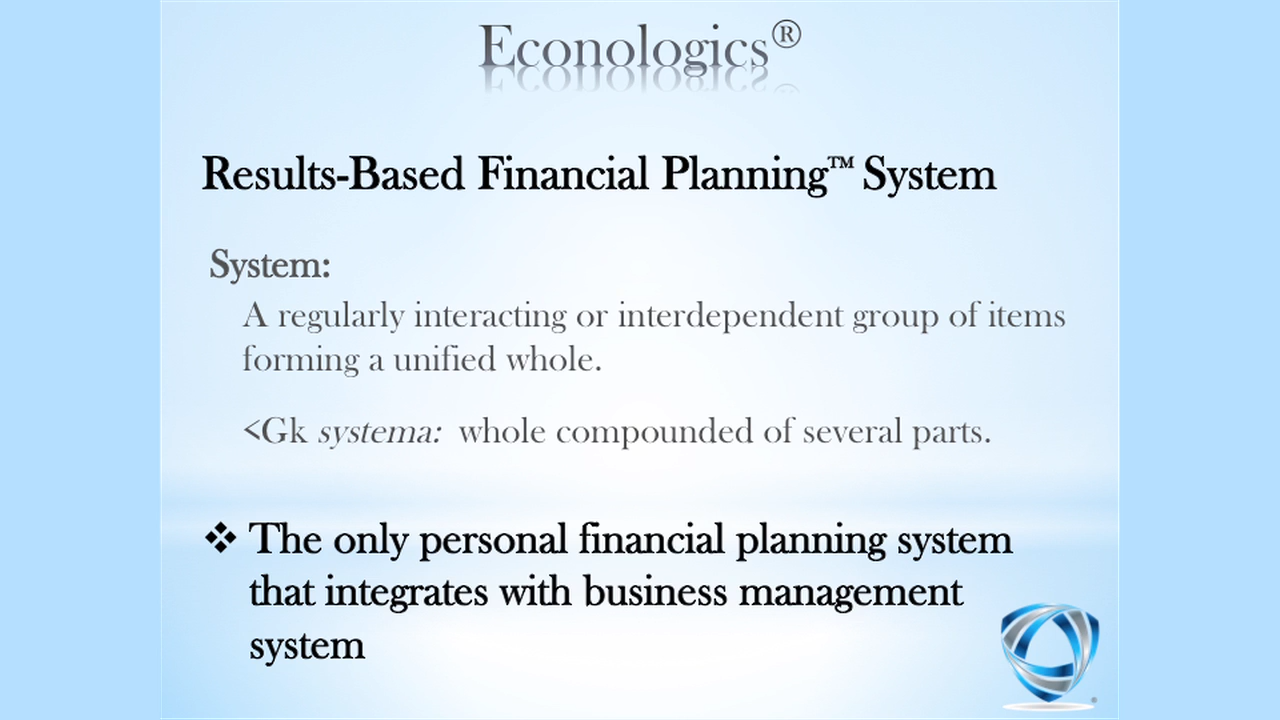 Econologics®
Results-Based Financial Planning™ System
System:
A regularly interacting or interdependent group of items
forming a unified whole.
<Gk systema: whole compounded of several parts.
❖ The only personal financial planning system
that integrates with business management
system
®